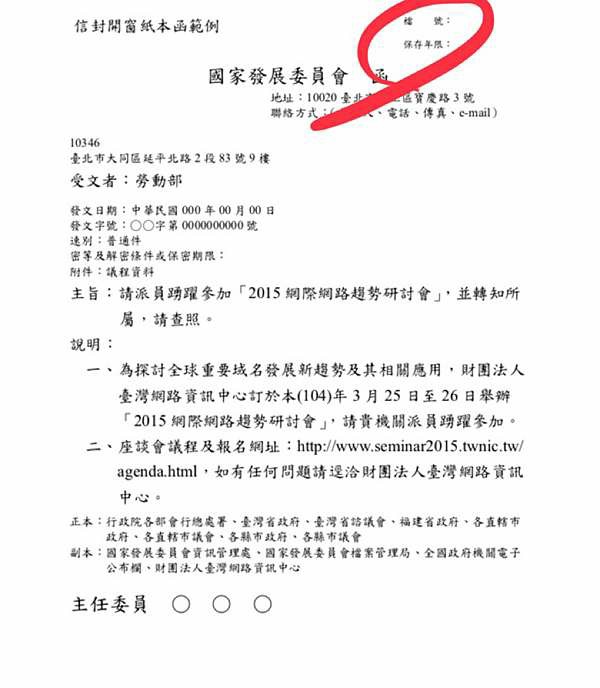 信封開窗紙本函範例
檔　　號：
保存年限：
國家發展委員會　函
地址：10020 臺北市　　區寶慶路 3 號
聯絡方式：（　　人、電話、傳真、e-mail）
10346
臺北市大同區延平北路 2 段 83 號 9 樓
受文者：勞動部
發文日期：中華民國 000 年 00 月 00 日
發文字號：○○字第 0000000000 號
速別：普通件
密等及解密條件或保密期限：
附件：議程資料
主旨：請派員踴躍參加「2015 網際網路趨勢研討會」，並轉知所
屬，請查照。
說明：
一、為探討全球重要域名發展新趨勢及其相關應用，財團法人
臺灣網路資訊中心訂於本(104)年 3 月 25 日至 26 日舉辦
「2015 網際網路趨勢研討會」，請貴機關派員踴躍參加。
二、座談會議程及報名網址：http://www.seminar2015.twnic.tw/
agenda.html，如有任何問題請逕洽財團法人臺灣網路資訊
中心。
正本：行政院各部會行總處署、臺灣省政府、臺灣省諮議會、福建省政府、各直轄市
政府、各直轄市議會、各縣市政府、各縣市議會
副本：國家發展委員會資訊管理處、國家發展委員會檔案管理局、全國政府機關電子
公布欄、財團法人臺灣網路資訊中心
主任委員　○　○　○